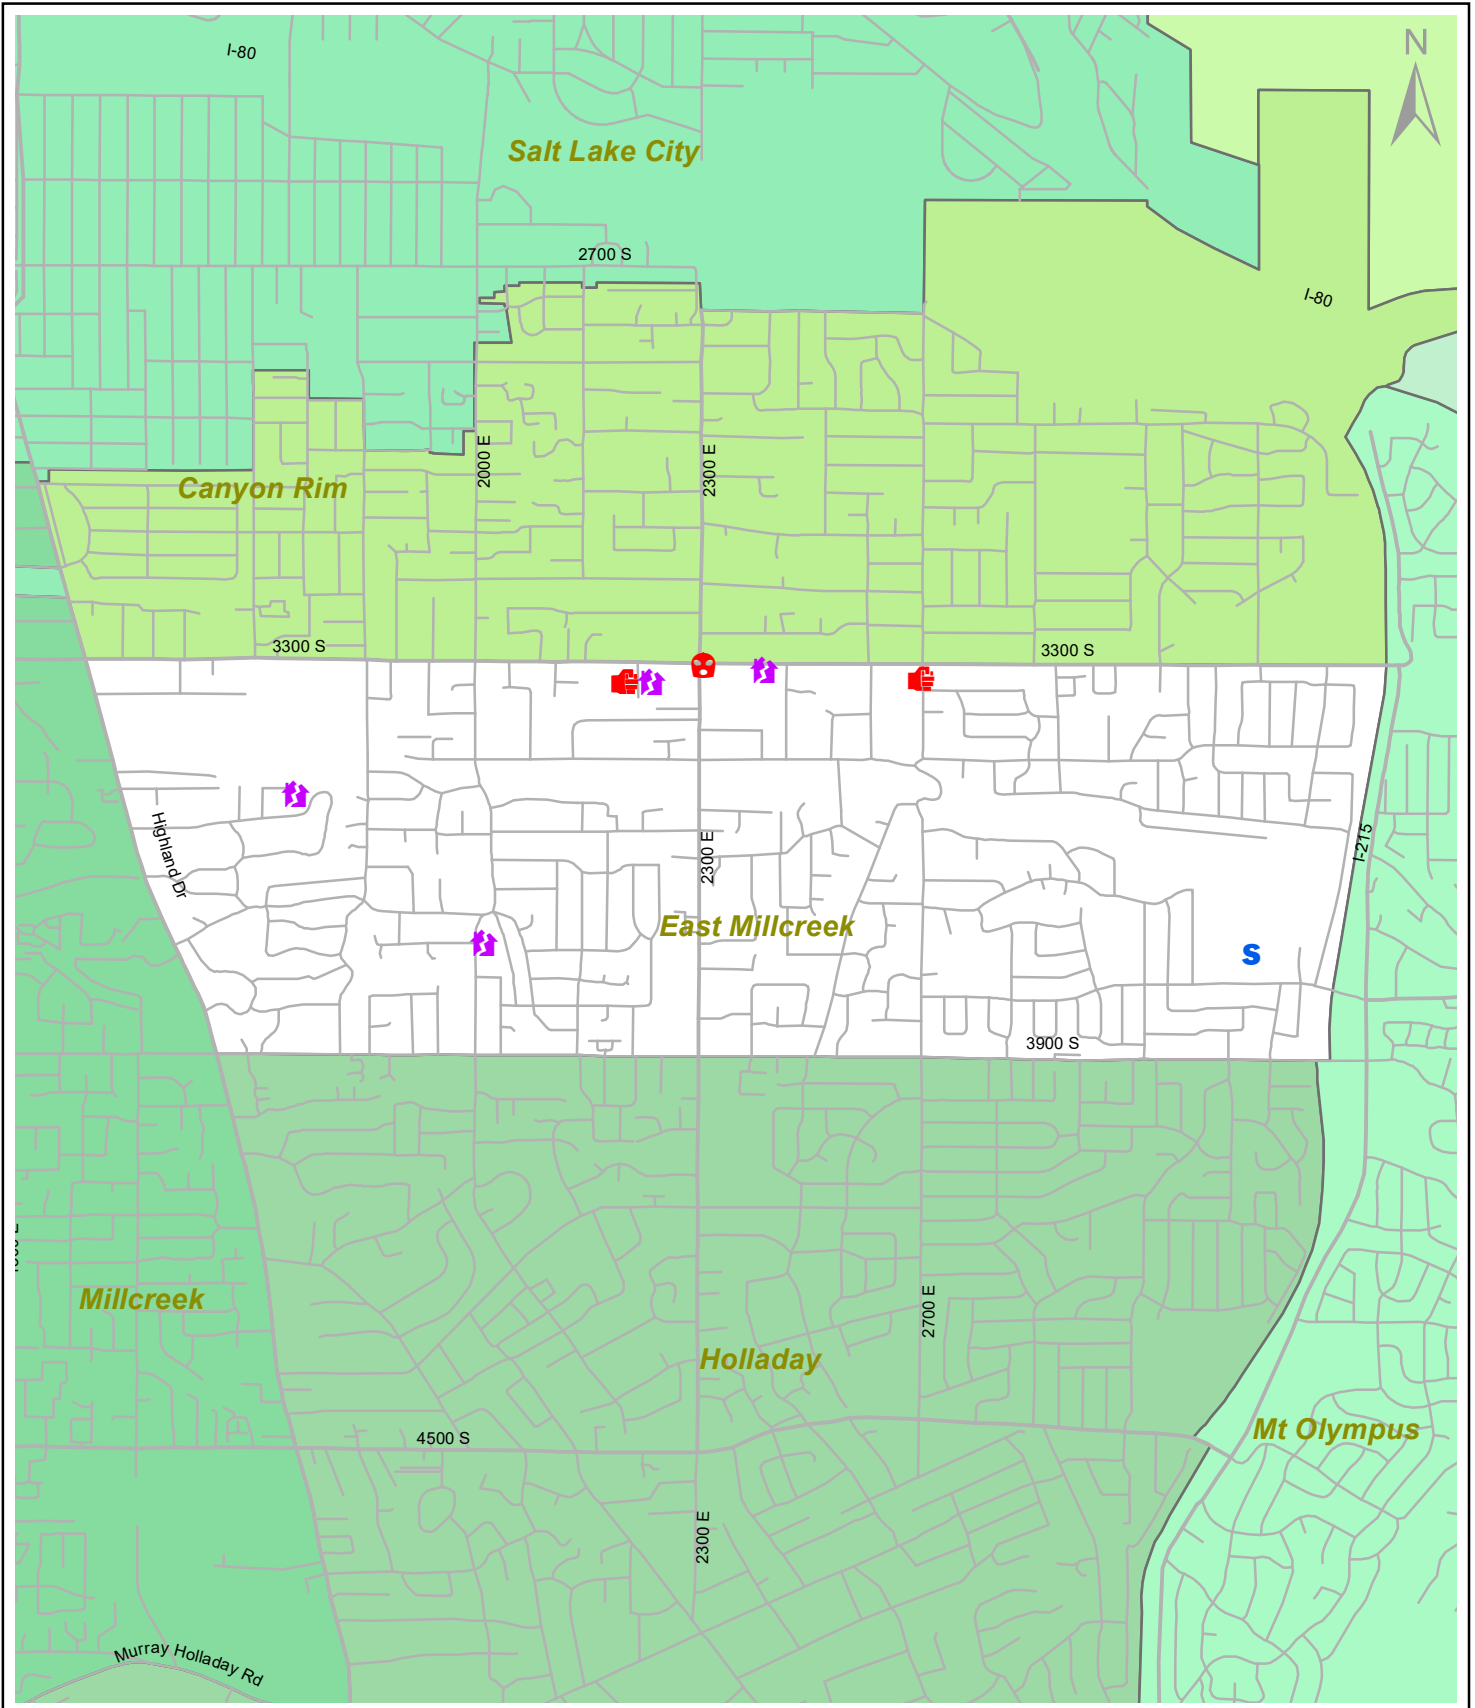 I-80
N
Salt Lake City
2700 S
I-80
2000 E
2300 E
Canyon Rim
3300 S
3300 S
Highland Dr
2300 E
I-215
East Millcreek
S
3900 S
Millcreek
2700 E
Holladay
Mt Olympus
4500 S
2300 E
Murray Holladay Rd